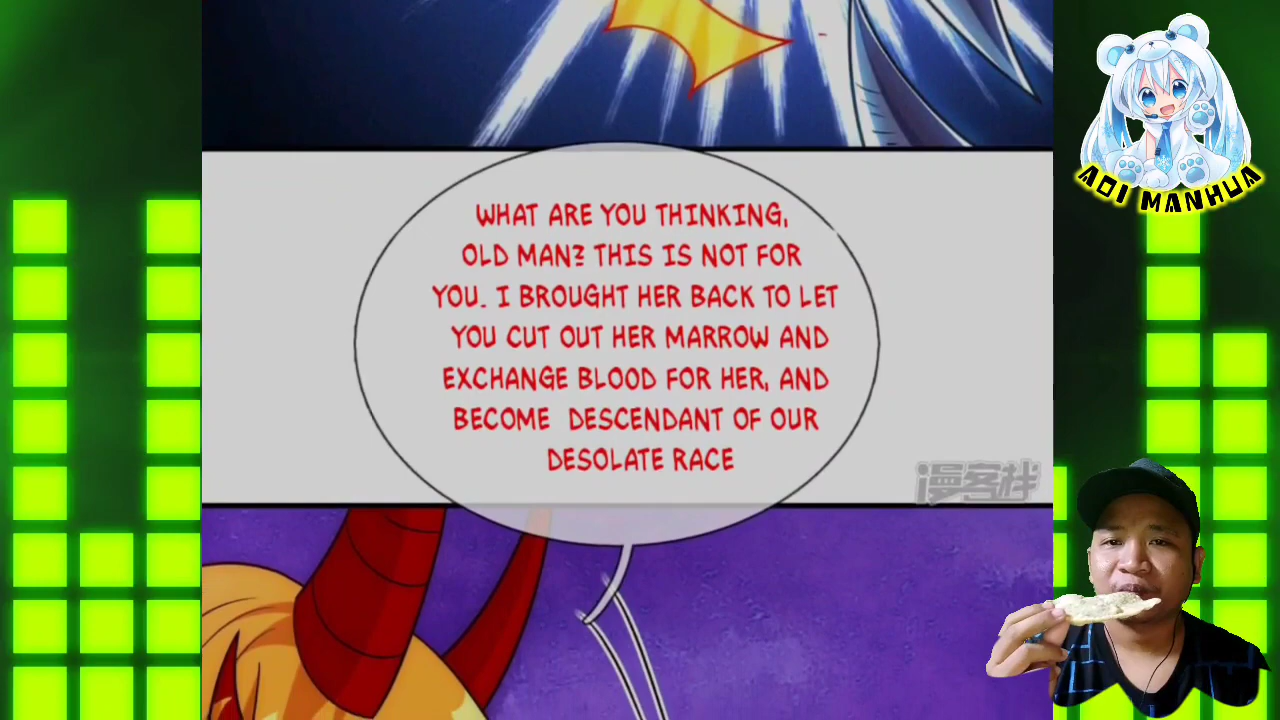 AOI MANHUA
WHAT ARE YOU THINKING,
OLD MAN? THIS IS NOT FOR
YOU. I BROUGHT HER BACK TO LET
YOU CUT OUT HER MARROW AND
EXCHANGE BLOOD FOR HER, AND
BECOME DESCENDANT OF OUR
DESOLATE RACE
漫客栈